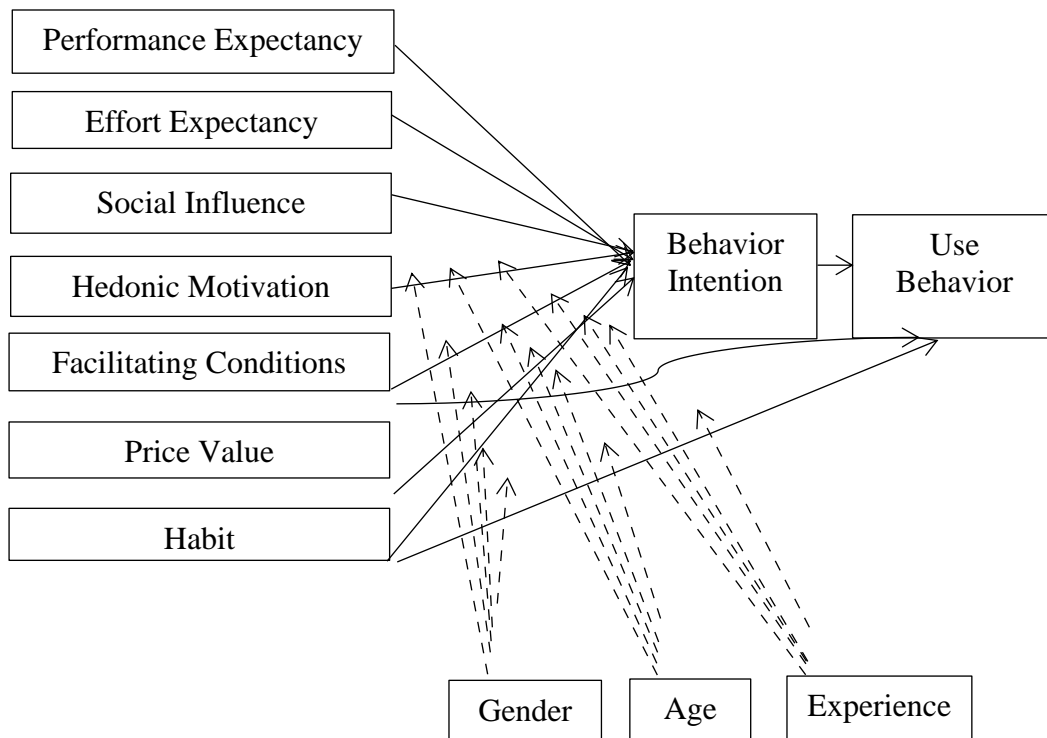 Performance Expectancy
Effort Expectancy
Social Influence
Hedonic Motivation
Facilitating Conditions
Price Value
Habit
Behavior
Intention
Use
Behavior
Gender
Age
Experience